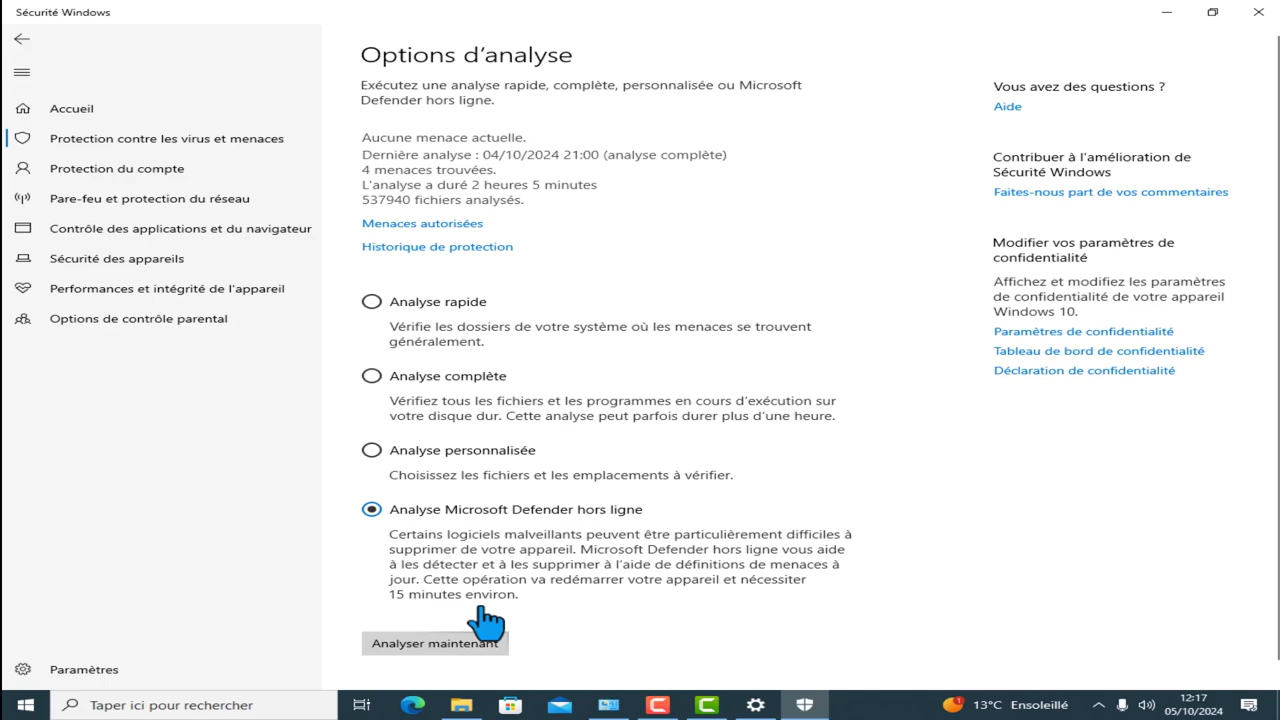 Sécurité Windows
Accueil
Protection contre les virus et menaces
Protection du compte
Pare-feu et protection du réseau
Contrôle des applications et du navigateur
Sécurité des appareils
Performances et intégrité de l'appareil
Options de contrôle parental
Paramètres
Options d’analyse
Exécutez une analyse rapide, complète, personnalisée ou Microsoft
Defender hors ligne.
Aucune menace actuelle.
Dernière analyse : 04/10/2024 21:00 (analyse complète)
4 menaces trouvées.
L'analyse a duré 2 heures 5 minutes
537940 fichiers analysés.
Menaces autorisées
Historique de protection
Analyse rapide
Vérifie les dossiers de votre système où les menaces se trouvent
généralement.
Analyse complète
Vérifiez tous les fichiers et les programmes en cours d’exécution sur
votre disque dur. Cette analyse peut parfois durer plus d’une heure.
Analyse personnalisée
Choisissez les fichiers et les emplacements à vérifier.
Analyse Microsoft Defender hors ligne
Certains logiciels malveillants peuvent être particulièrement difficiles à
supprimer de votre appareil. Microsoft Defender hors ligne vous aide
à les détecter et à les supprimer à l’aide de définitions de menaces à
jour. Cette opération va redémarrer votre appareil et nécessiter
15 minutes environ.
Analyser maintenant
Vous avez des questions ?
Aide
Contribuer à l'amélioration de
Sécurité Windows
Faites-nous part de vos commentaires
Modifier vos paramètres de
confidentialité
Affichez et modifiez les paramètres
de confidentialité de votre appareil
Windows 10.
Paramètres de confidentialité
Tableau de bord de confidentialité
Déclaration de confidentialité
Taper ici pour rechercher
C
C
1
13°C Ensoleillé
12:17
05/10/2024